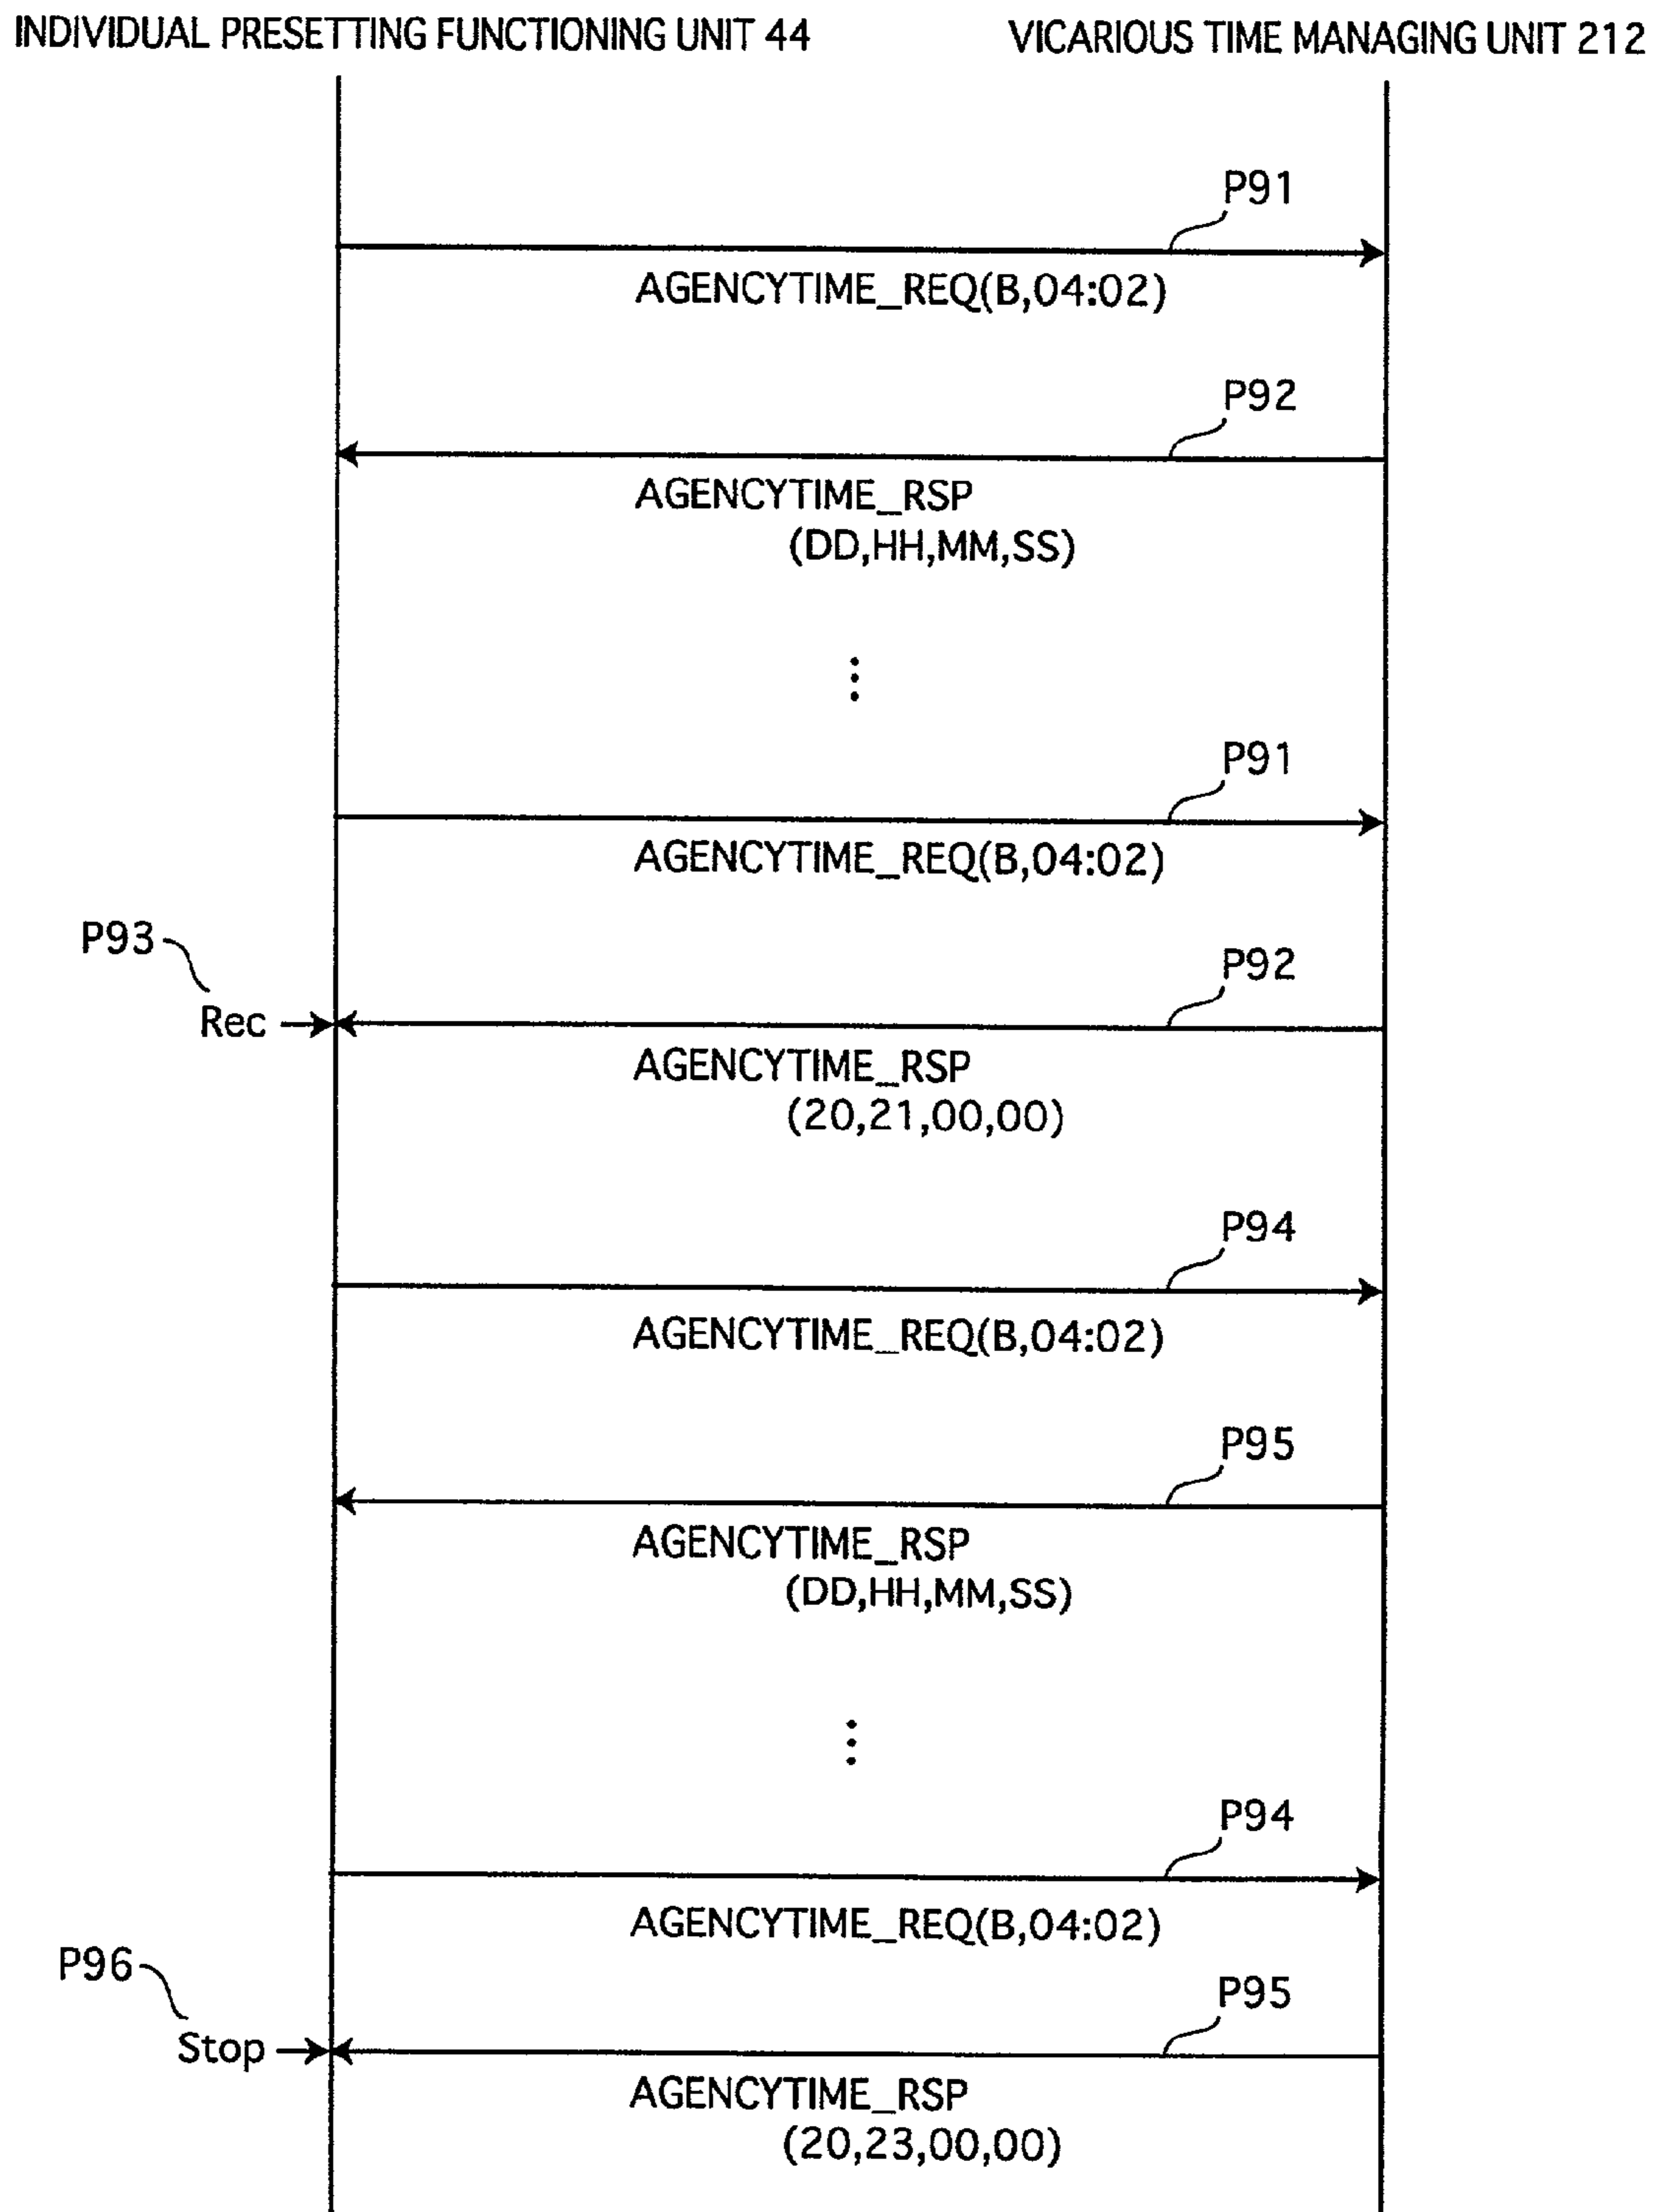 INDIVIDUAL PRESETTING FUNCTIONING UNIT 44
VICARIOUS TIME MANAGING UNIT 212
P91
AGENCYTIME_REQ(B,04:02)
P92
AGENCYTIME_RSP
(DD,HH,MM,SS)
P91
AGENCYTIME_REQ(B,04:02)
P93
P92
Rec
AGENCYTIME_RSP
(20,21,00,00)
P94
AGENCYTIME_REQ(B,04:02)
P95
AGENCYTIME_RSP
(DD,HH,MM,SS)
P94
AGENCYTIME_REQ(B,04:02)
P96
P95
Stop
AGENCYTIME_RSP
(20,23,00,00)